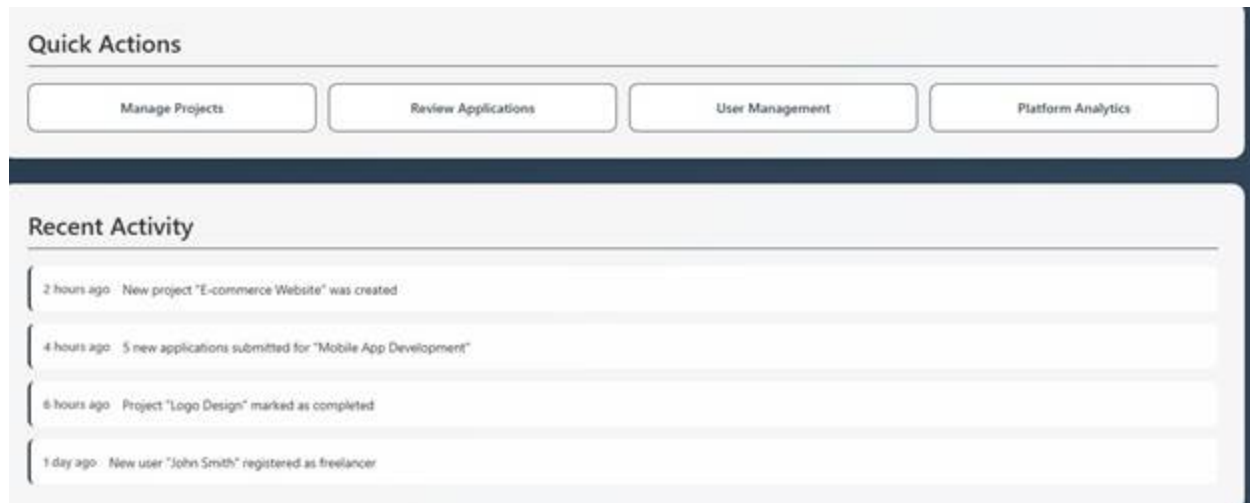 Quick Actions
Manage Projects
Review Applications
User Management
Platform Analytics
Recent Activity
2 hours ago New project "E-commerce Website" was created
4 hours ago 5 new applications submitted for "Mobile App Development"
6 hours ago Project "Logo Design" marked as completed
1 day ago New user "John Smith" registered as freelancer